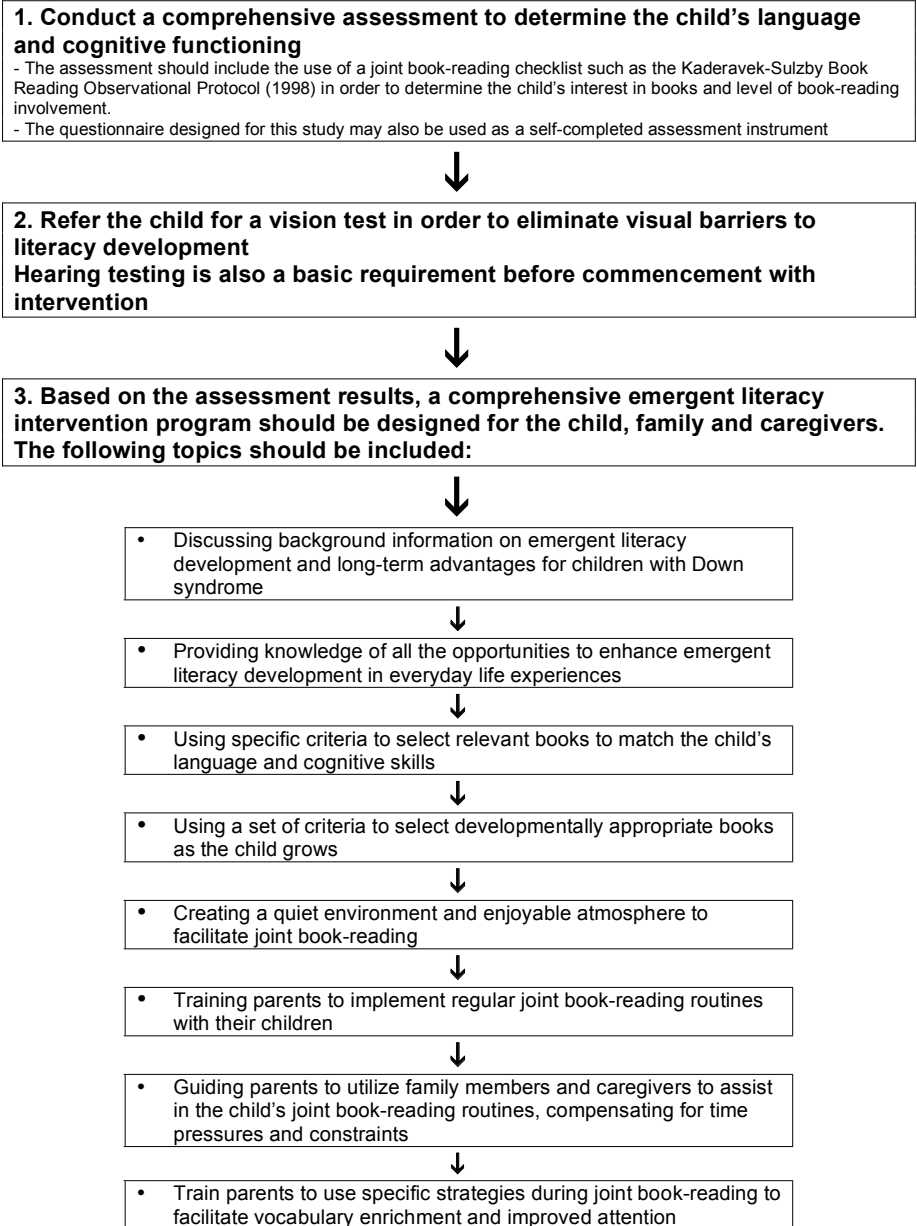 1. Conduct a comprehensive assessment to determine the child’s language
and cognitive functioning
- The assessment should include the use of a joint book-reading checklist such as the Kaderavek-Sulzby Book
Reading Observational Protocol (1998) in order to determine the child’s interest in books and level of book-reading
involvement.
- The questionnaire designed for this study may also be used as a self-completed assessment instrument
2. Refer the child for a vision test in order to eliminate visual barriers to
literacy development
Hearing testing is also a basic requirement before commencement with
intervention
3. Based on the assessment results, a comprehensive emergent literacy
intervention program should be designed for the child, family and caregivers.
The following topics should be included:
• Discussing background information on emergent literacy
development and long-term advantages for children with Down
syndrome
• Providing knowledge of all the opportunities to enhance emergent
literacy development in everyday life experiences
• Using specific criteria to select relevant books to match the child’s
language and cognitive skills
• Using a set of criteria to select developmentally appropriate books
as the child grows
• Creating a quiet environment and enjoyable atmosphere to
facilitate joint book-reading
• Training parents to implement regular joint book-reading routines
with their children
• Guiding parents to utilize family members and caregivers to assist
in the child’s joint book-reading routines, compensating for time
pressures and constraints
• Train parents to use specific strategies during joint book-reading to
facilitate vocabulary enrichment and improved attention